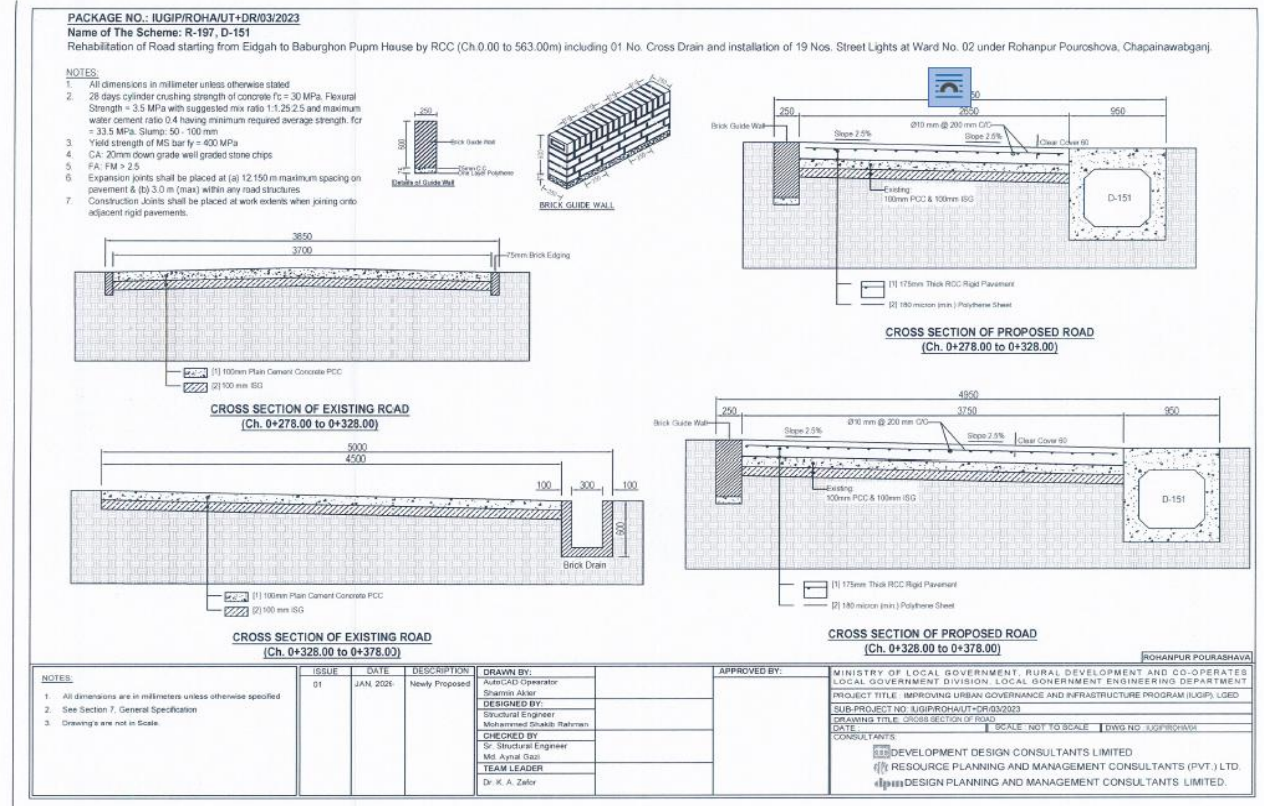 PACKAGE NO.: IUGIP/ROHA/UT+DR/03/2023
Name of The Scheme: R-197, D-151
Rehabilitation of Road starting from Eidgah to Baburghon Pupm House by RCC (Ch.0.00 to 563.00m) including 01 No. Cross Drain and installation of 19 Nos. Street Lights at Ward No. 02 under Rohanpur Pouroshova, Chapainawabganj.
NOTES:
1. All dimensions in millimeter unless otherwise stated
2. 28 days cylinder crushing strength of concrete f'c = 30 MPa. Flexural
Strength = 3.5 MPa with suggested mix ratio 1:1.25:2.5 and maximum
water cement ratio 0.4 having minimum required average strength. fcr
= 33.5 MPa. Slump: 50 - 100 mm
3. Yield strength of MS bar fy = 400 MPa
4. CA: 20mm down grade well graded stone chips
5. FA: FM > 2.5
6. Expansion joints shall be placed at (a) 12.150 m maximum spacing on
pavement & (b) 3.0 m (max) within any road structures
7. Construction Joints shall be placed at work extents when joining onto
adjacent rigid pavements.
250
600
75
Brick Guide Wall
25mm C.C
One Layer Polythene
Details of Guide Wall
BRICK GUIDE WALL
50
250 2650 950
Brick Guide Wall
Ø10 mm @ 200 mm C/C
Slope 2.5%
Slope 2.5%
Clear Cover 60
Existing:
100mm PCC & 100mm ISG
D-151
[1] 175mm Thick RCC Rigid Pavement
[2] 180 micron (min.) Polythene Sheet
CROSS SECTION OF PROPOSED ROAD
(Ch. 0+278.00 to 0+328.00)
3850
3700
75mm Brick Edging
[1] 100mm Plain Cement Concrete PCC
[2] 100 mm ISG
CROSS SECTION OF EXISTING ROAD
(Ch. 0+278.00 to 0+328.00)
4950
250 3750 950
Brick Guide Wall
Ø10 mm @ 200 mm C/C
Slope 2.5%
Slope 2.5%
Clear Cover 60
Existing:
100mm PCC & 100mm ISG
D-151
[1] 175mm Thick RCC Rigid Pavement
[2] 180 micron (min.) Polythene Sheet
CROSS SECTION OF PROPOSED ROAD
(Ch. 0+328.00 to 0+378.00)
5000
4500
100 300 100
600
Brick Drain
[1] 100mm Plain Cement Concrete PCC
[2] 100 mm ISG
CROSS SECTION OF EXISTING ROAD
(Ch. 0+328.00 to 0+378.00)
ROHANPUR POURASHAVA
NOTES:
1. All dimensions are in millimeters unless otherwise specified
2. See Section 7, General Specification
3. Drawing's are not in Scale.
ISSUE DATE DESCRIPTION
01 JAN, 2026 Newly Proposed
DRAWN BY:
AutoCAD Opearator
Sharmin Akter
DESIGNED BY:
Structural Engineer
Mohammed Shakib Rahman
CHECKED BY
Sr. Structural Engineer
Md. Aynal Gazi
TEAM LEADER
Dr. K. A. Zafor
APPROVED BY:
MINISTRY OF LOCAL GOVERNMENT, RURAL DEVELOPMENT AND CO-OPERATES
LOCAL GOVERNMENT DIVISION, LOCAL GONERNMENT ENGINEERING DEPARTMENT
PROJECT TITLE : IMPROVING URBAN GOVERNANCE AND INFRASTRUCTURE PROGRAM (IUGIP), LGED
SUB-PROJECT NO: IUGIP/ROHA/UT+DR/03/2023
DRAWING TITLE: CROSS SECTION OF ROAD
DATE : SCALE : NOT TO SCALE DWG NO : IUGIP/ROHA/04
CONSULTANTS:
DEVELOPMENT DESIGN CONSULTANTS LIMITED
RESOURCE PLANNING AND MANAGEMENT CONSULTANTS (PVT.) LTD.
dpm DESIGN PLANNING AND MANAGEMENT CONSULTANTS LIMITED.